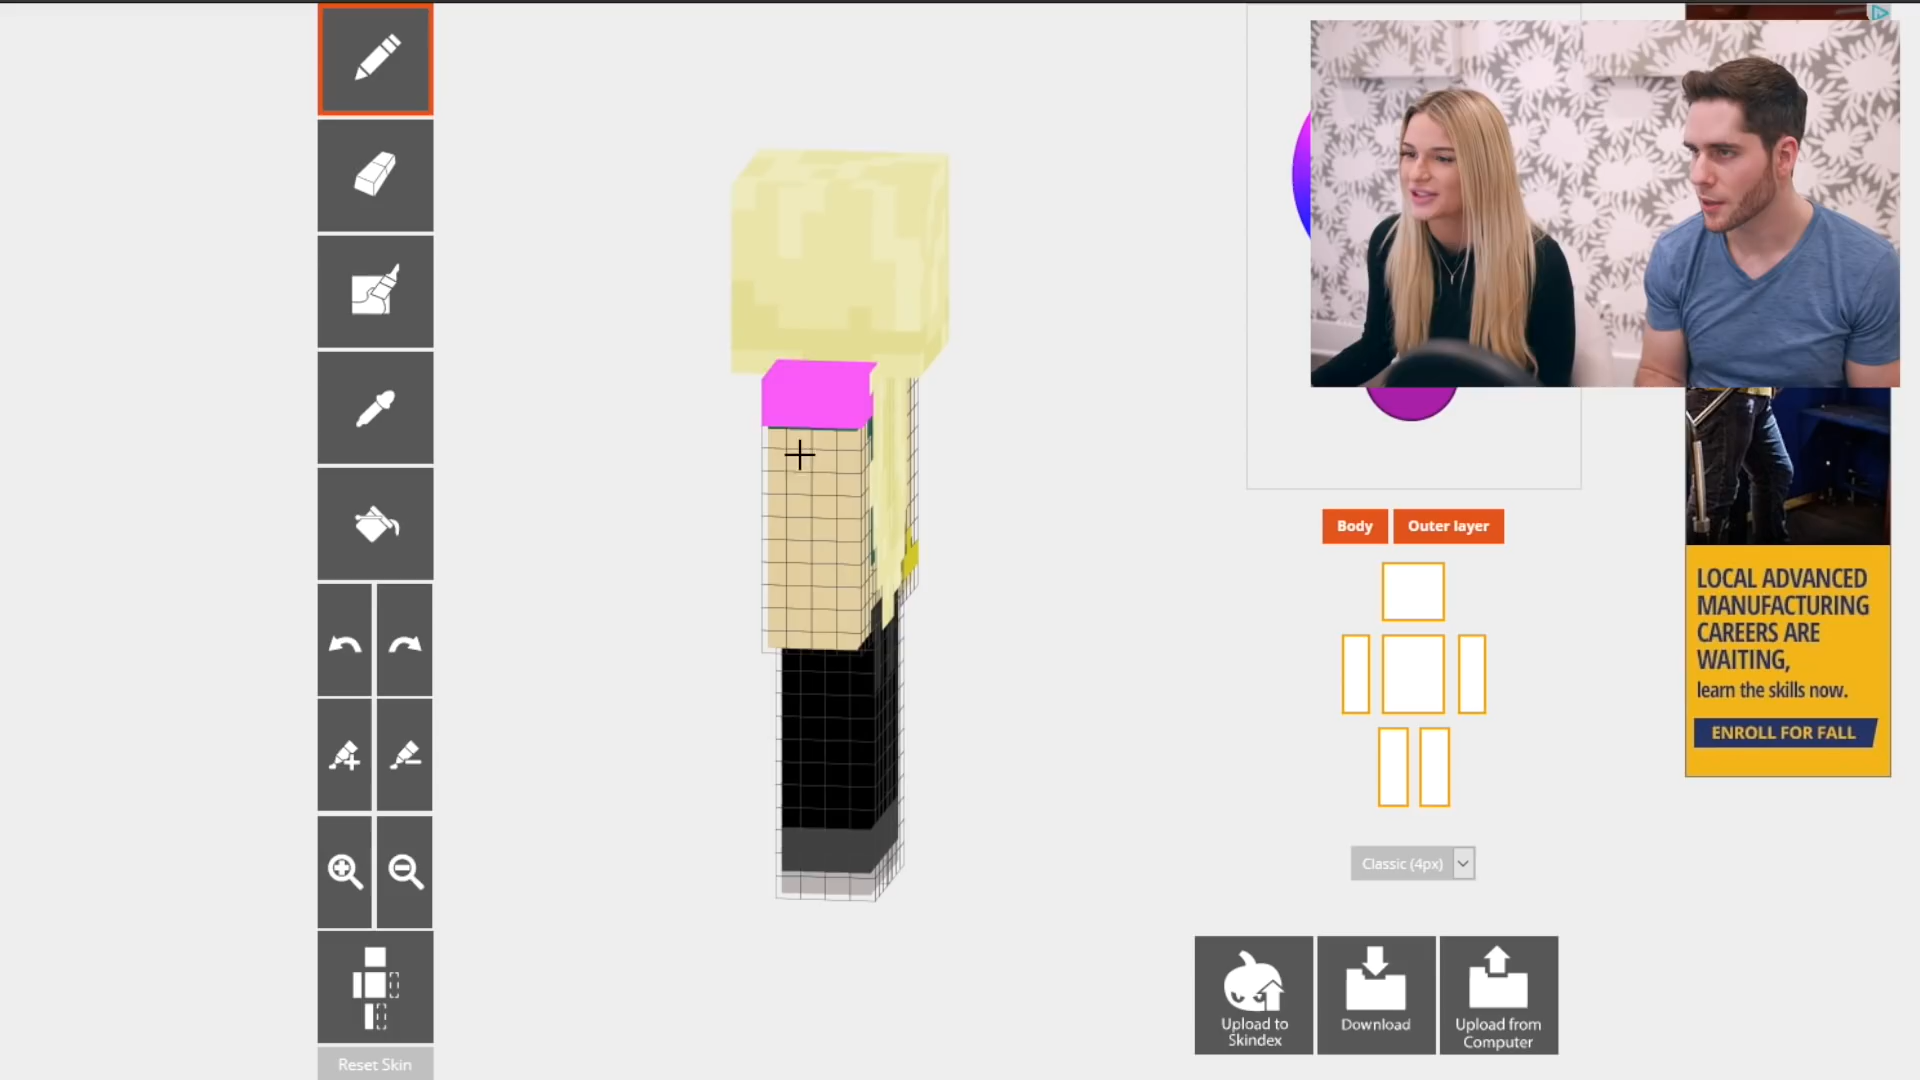 Body
Outer layer
Classic (4px)
LOCAL ADVANCED
MANUFACTURING
CAREERS ARE
WAITING,
learn the skills now.
ENROLL FOR FALL
Upload to
Skindex
Download
Upload from
Computer
Reset Skin